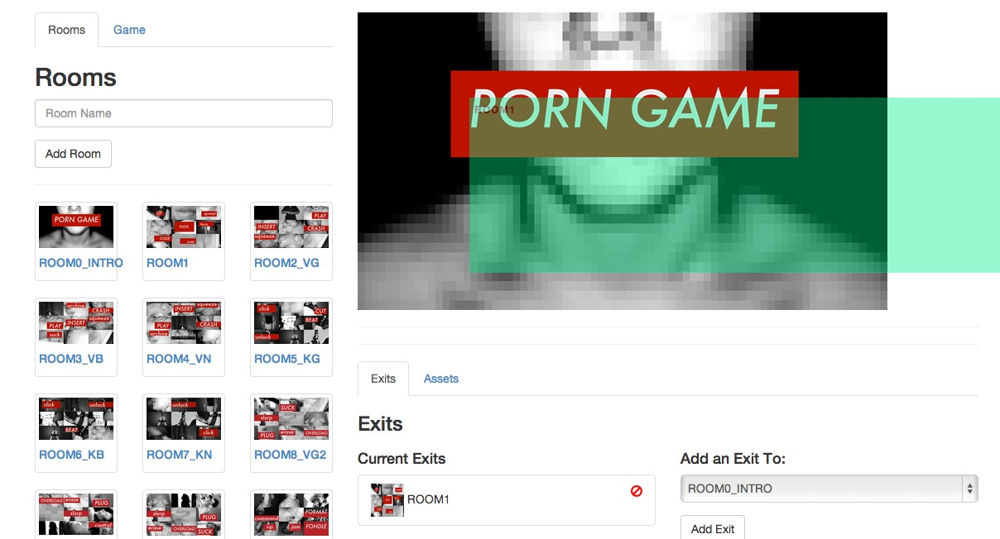 Rooms
Game
Rooms
Room Name
Add Room
PORN GAME
ROOM0_INTRO
spread
FUCK
burn
CODE
ROOM1
PLAY
INSERT
CRASH
squeeze
ROOM2_VG
archive
CRASH
squeeze
PLAY
INSERT
suck
ROOM3_VB
INSERT
squeeze
PLAY
CRASH
archive
ROOM4_VN
click
CUT
BEAT
unlock
ROOM5_KG
click
unlock
BEAT
ROOM6_KB
unlock
click
ROOM7_KN
SUCK
slurp
PLUG
erase
OVERLOAD
ROOM8_VG2
OVERLOAD
erase
PLUG
slurp
control
slurp
PLUG
erase
OVERLOAD
SUCK
FORMAT
command
FONDLE
rip
jam
PORN GAME
ROOM1
Exits
Assets
Exits
Current Exits
ROOM1
Add an Exit To:
ROOM0_INTRO
Add Exit